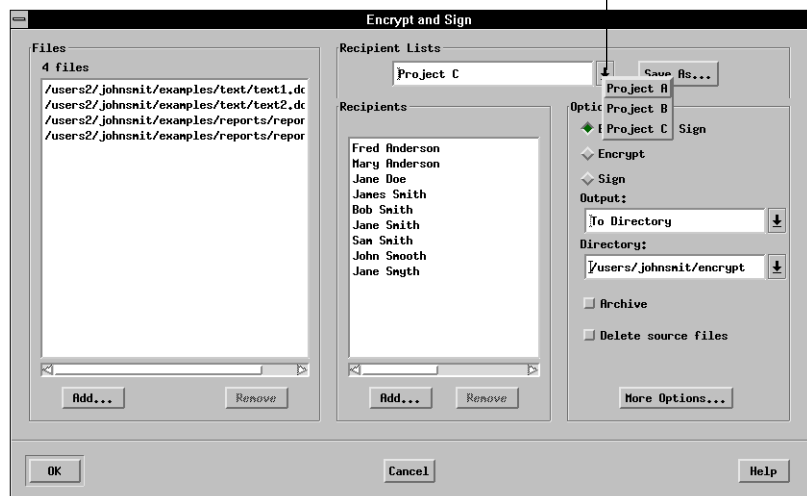 Encrypt and Sign
Files
4 files
/users2/johnsmit/examples/text/text1.dc
/users2/johnsmit/examples/text/text2.dc
/users2/johnsmit/examples/reports/repor
/users2/johnsmit/examples/reports/repor
Add...
Remove
Recipient Lists
Project C
Save As...
Project A
Project B
Project C
Recipients
Fred Anderson
Mary Anderson
Jane Doe
James Smith
Bob Smith
Jane Smith
Sam Smith
John Smooth
Jane Smyth
Add...
Remove
Optio
Sign
Encrypt
Sign
Output:
To Directory
Directory:
/users/johnsmit/encrypt
Archive
Delete source files
More Options...
OK
Cancel
Help